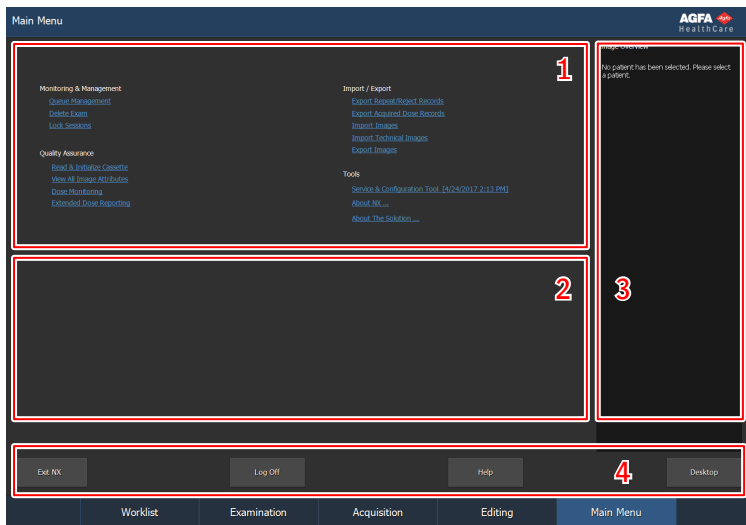 Main Menu
AGFA
HealthCare
1
Monitoring & Management
Queue Management
Delete Exam
Lock Sessions
Quality Assurance
Read & Initialize Cassette
View All Image Attributes
Dose Monitoring
Extended Dose Reporting
Import / Export
Export Repeat/Reject Records
Export Acquired Dose Records
Import Images
Import Technical Images
Export Images
Tools
Service & Configuration Tool [4/24/2017 2:13 PM]
About NX ...
About The Solution ...
Image Overview
No patient has been selected. Please select
a patient.
2
3
4
Exit NX
Log Off
Help
Desktop
Worklist
Examination
Acquisition
Editing
Main Menu